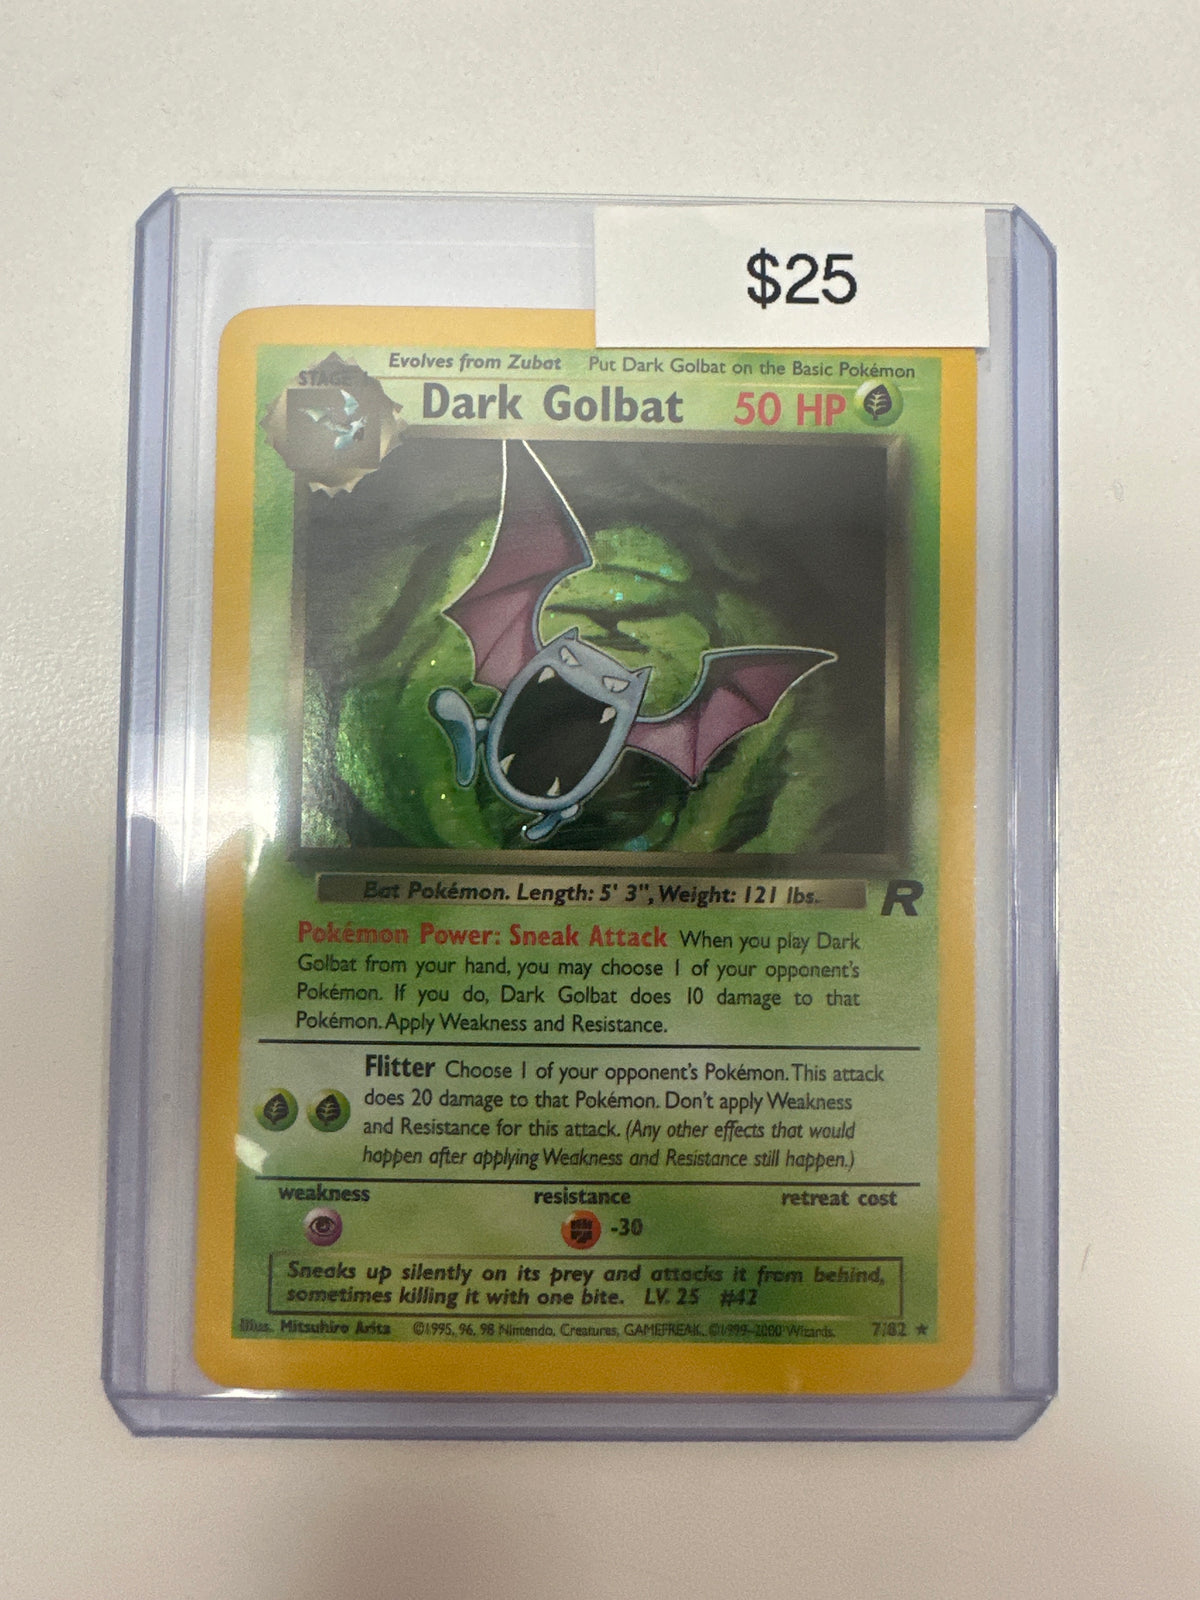 $25
Evolves from Zubat Put Dark Golbat on the Basic Pokémon
STAGE 1
Dark Golbat 50 HP
Bat Pokémon. Length: 5' 3", Weight: 121 lbs.
R
Pokémon Power: Sneak Attack When you play Dark
Golbat from your hand, you may choose 1 of your opponent's
Pokémon. If you do, Dark Golbat does 10 damage to that
Pokémon. Apply Weakness and Resistance.
Flitter Choose 1 of your opponent's Pokémon. This attack
does 20 damage to that Pokémon. Don't apply Weakness
and Resistance for this attack. (Any other effects that would
happen after applying Weakness and Resistance still happen.)
weakness resistance retreat cost
-30
Sneaks up silently on its prey and attacks it from behind,
sometimes killing it with one bite. LV. 25 #42
Illus. Mitsuhiro Arita ©1995, 96, 98 Nintendo, Creatures, GAMEFREAK. ©1999-2000 Wizards. 7/82 ★